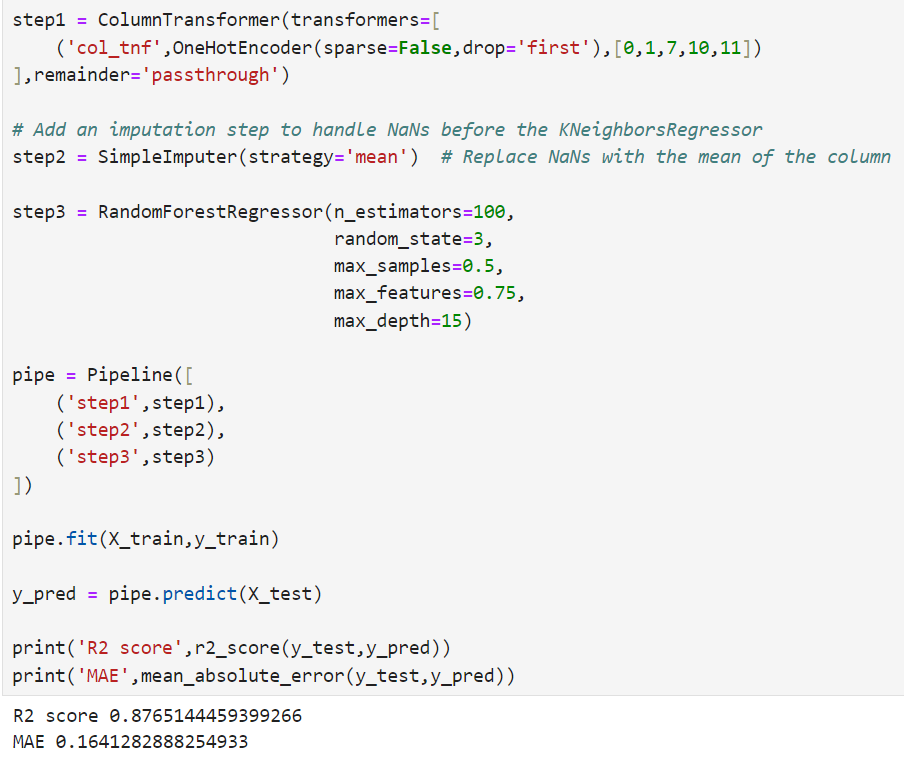 step1 = ColumnTransformer(transformers=[
    ('col_tnf',OneHotEncoder(sparse=False,drop='first'),[0,1,7,10,11])
],remainder='passthrough')

# Add an imputation step to handle NaNs before the KNeighborsRegressor
step2 = SimpleImputer(strategy='mean')  # Replace NaNs with the mean of the column

step3 = RandomForestRegressor(n_estimators=100,
                              random_state=3,
                              max_samples=0.5,
                              max_features=0.75,
                              max_depth=15)

pipe = Pipeline([
    ('step1',step1),
    ('step2',step2),
    ('step3',step3)
])

pipe.fit(X_train,y_train)

y_pred = pipe.predict(X_test)

print('R2 score',r2_score(y_test,y_pred))
print('MAE',mean_absolute_error(y_test,y_pred))
R2 score 0.8765144459399266
MAE 0.1641282888254933